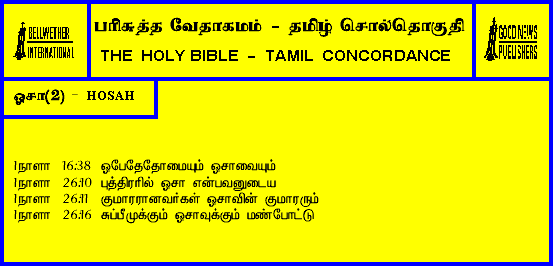 BELLWETHER
INTERNATIONAL
பரிசுத்த வேதாகமம் - தமிழ் சொல்தொகுதி
THE HOLY BIBLE - TAMIL CONCORDANCE
GOOD NEWS
PUBLISHERS
ஓசா(2) - HOSAH
1நாளா 16:38 ஓபேதேதோமையும் ஓசாவையும்
1நாளா 26:10 புத்திரரில் ஓசா என்பவனுடைய
1நாளா 26:11 குமாரரானவர்கள் ஓசாவின் குமாரரும்
1நாளா 26:16 சுப்பீமுக்கும் ஓசாவுக்கும் மண்போட்டு